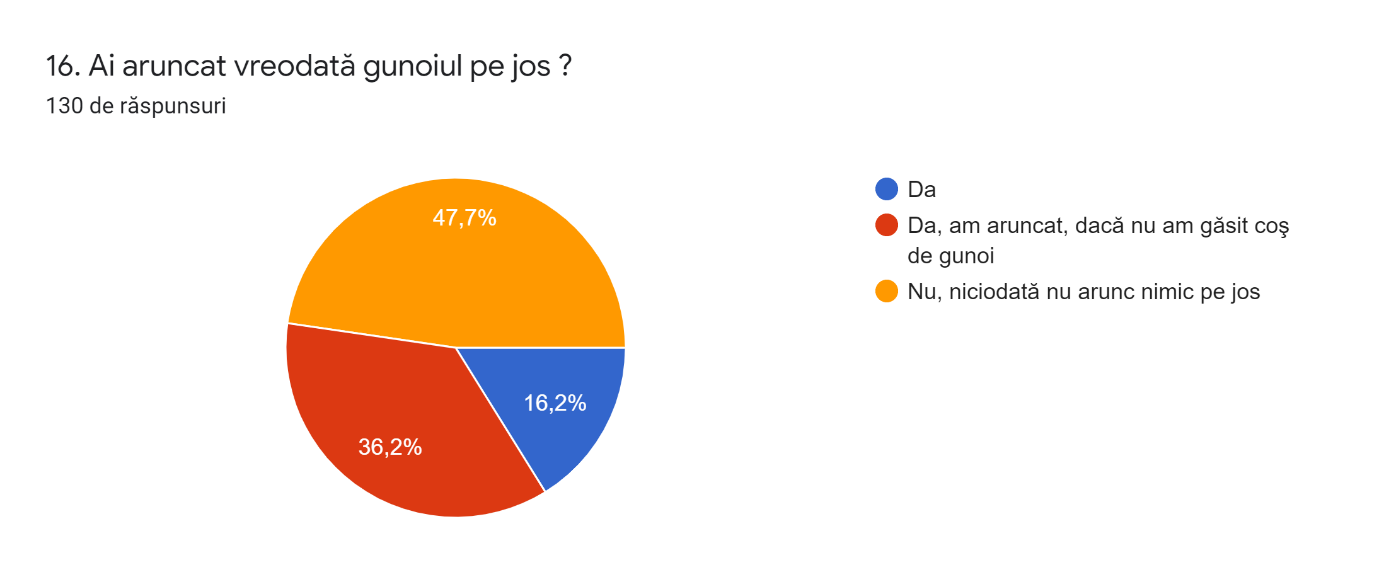 16. Ai aruncat vreodată gunoiul pe jos ?
130 de răspunsuri
47,7%
16,2%
36,2%
Da
Da, am aruncat, dacă nu am găsit coş
de gunoi
Nu, niciodată nu arunc nimic pe jos